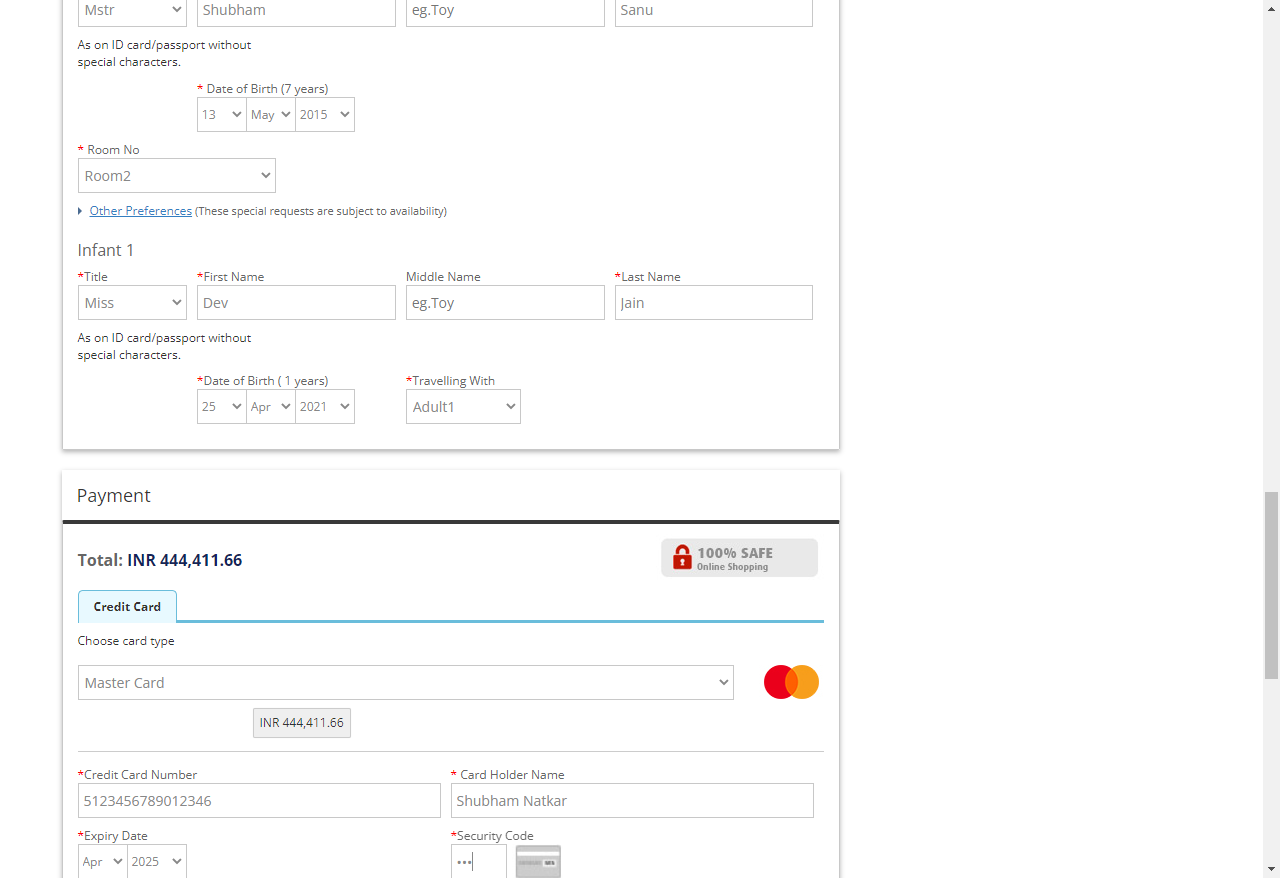 Mstr Shubham eg.Toy Sanu
As on ID card/passport without
special characters.
* Date of Birth (7 years)
13 May 2015
* Room No
Room2
Other Preferences (These special requests are subject to availability)
Infant 1
*Title *First Name Middle Name *Last Name
Miss Dev eg.Toy Jain
As on ID card/passport without
special characters.
*Date of Birth ( 1 years) *Travelling With
25 Apr 2021 Adult1
Payment
Total: INR 444,411.66
100% SAFE
Online Shopping
Credit Card
Choose card type
Master Card
INR 444,411.66
*Credit Card Number * Card Holder Name
5123456789012346 Shubham Natkar
*Expiry Date *Security Code
Apr 2025 •••